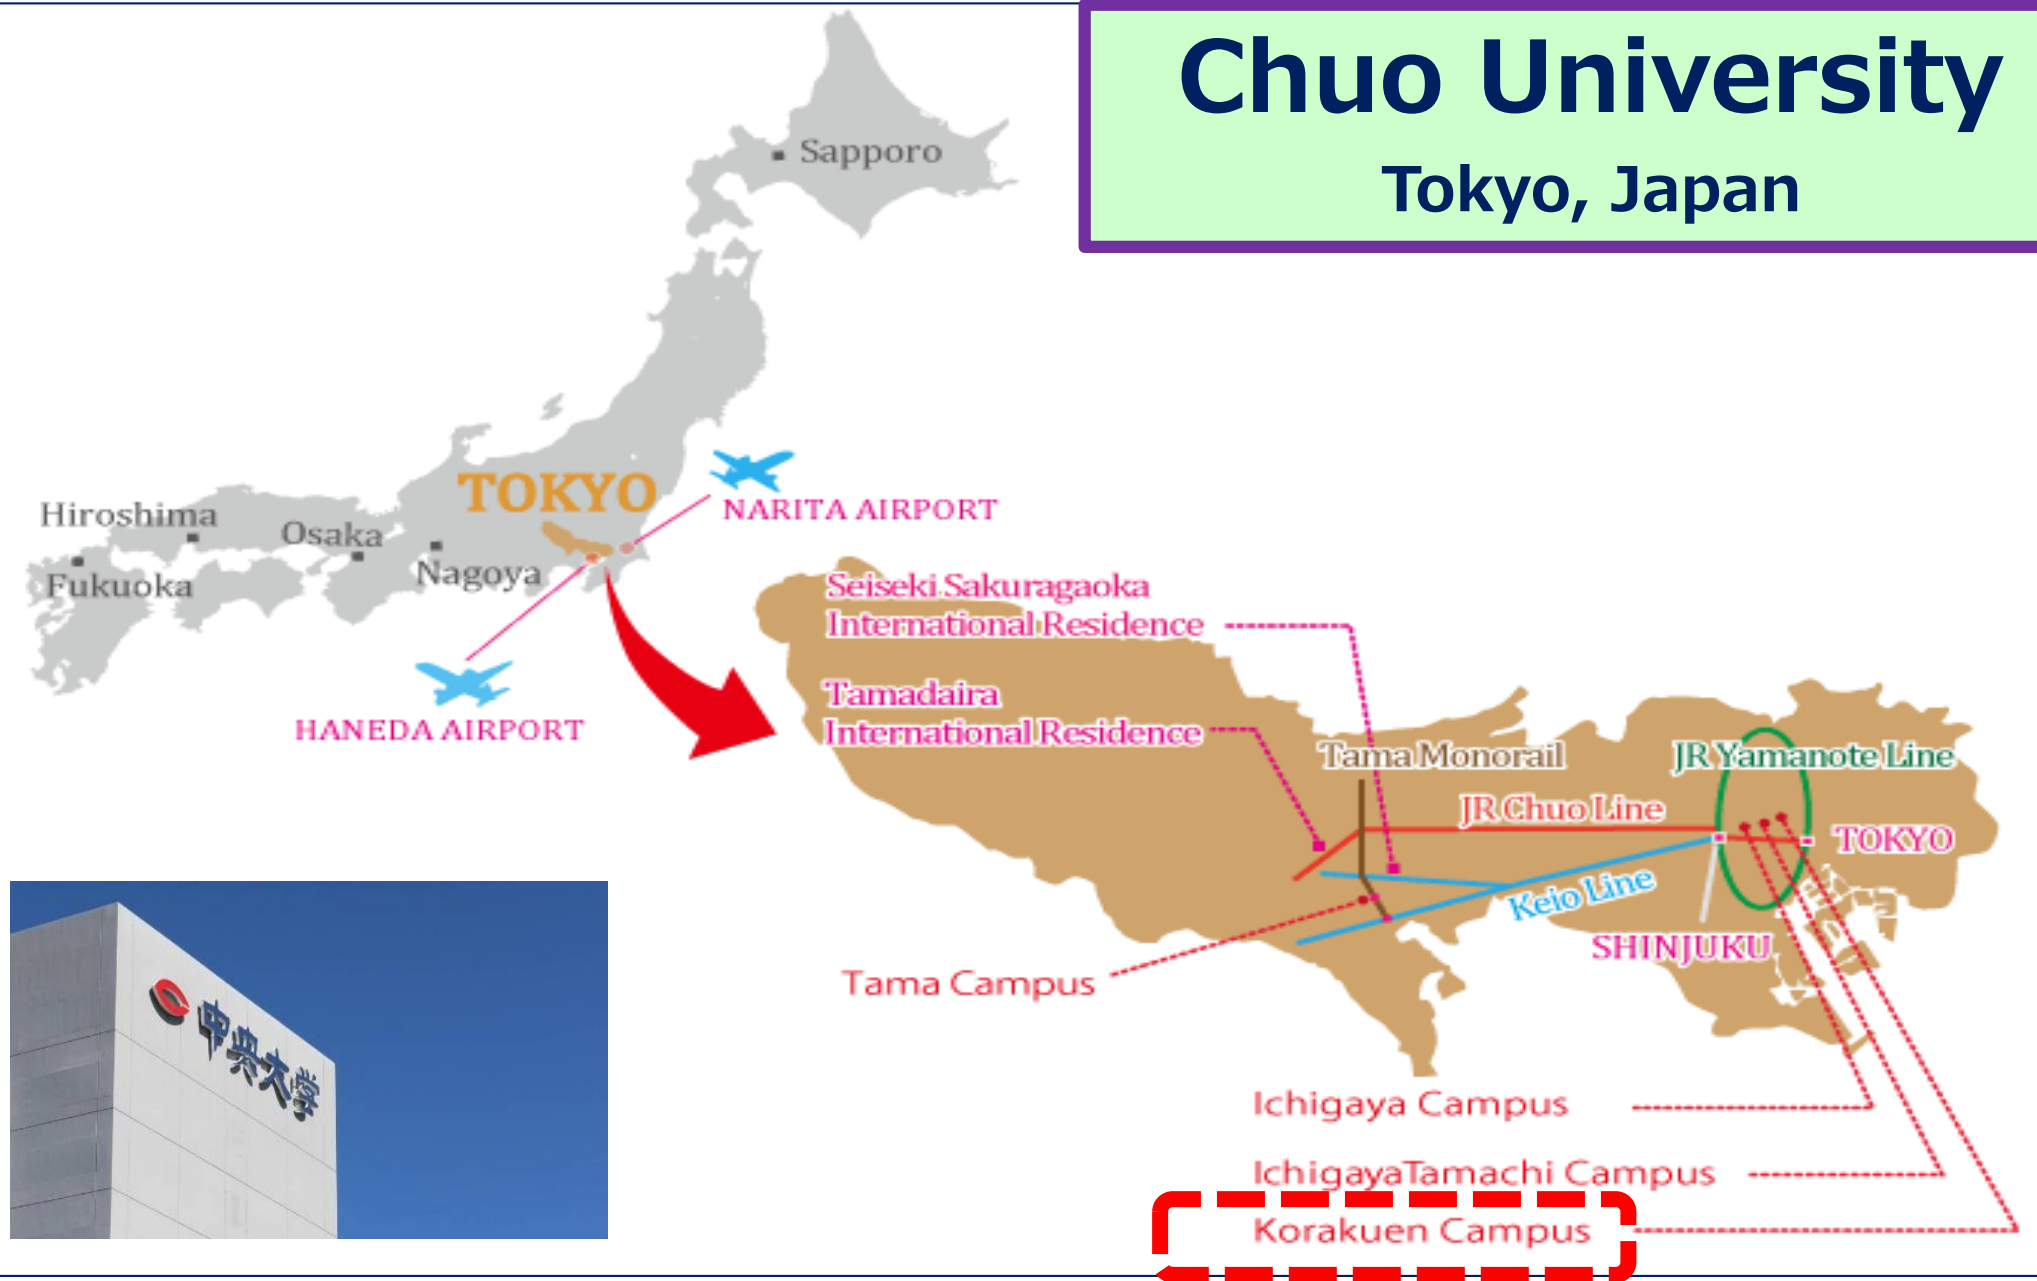 Chuo University
Tokyo, Japan
Sapporo
TOKYO
NARITA AIRPORT
Hiroshima
Osaka
Nagoya
Fukuoka
HANEDA AIRPORT
Seiseki Sakuragaoka
International Residence
Tamadaira
International Residence
Tama Monorail
JR Yamanote Line
JR Chuo Line
TOKYO
Keio Line
SHINJUKU
Tama Campus
中央大学
Ichigaya Campus
IchigayaTamachi Campus
Korakuen Campus